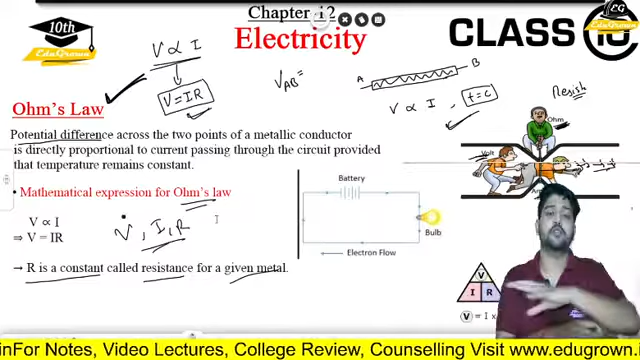 Chapter-12
10th
EduGrown
Electricity
CLASS 10
EG
EduGrown
V ∝ I
V=IR
V_AB =
A
B
V ∝ I , t=c
Resist
Ohm's Law
Potential difference across the two points of a metallic conductor
is directly proportional to current passing through the circuit provided
that temperature remains constant.
• Mathematical expression for Ohm's law
V ∝ I
⇒ V = IR
V, I, R
→ R is a constant called resistance for a given metal.
Battery
Bulb
Electron Flow
Ohm
Volt
V
I
R
V = I x
inFor Notes, Video Lectures, College Review, Counselling Visit www.edugrown.i